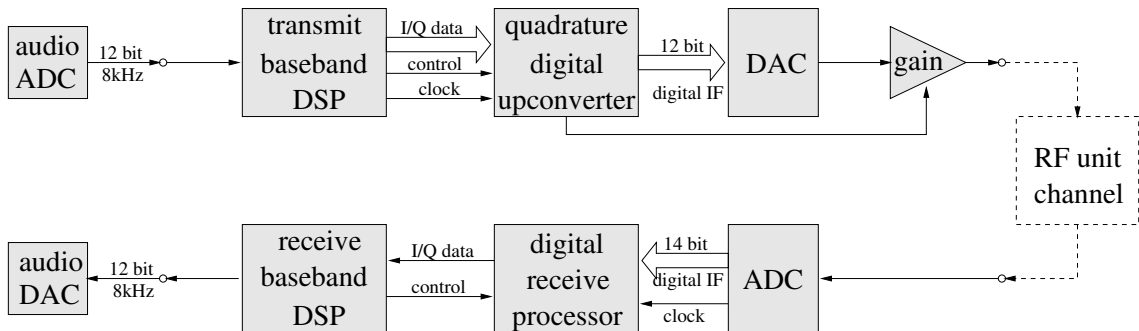 audio
ADC
12 bit
8kHz
transmit
baseband
DSP
I/Q data
control
clock
quadrature
digital
upconverter
12 bit
digital IF
DAC
gain
RF unit
channel
audio
DAC
12 bit
8kHz
receive
baseband
DSP
I/Q data
control
digital
receive
processor
14 bit
digital IF
clock
ADC